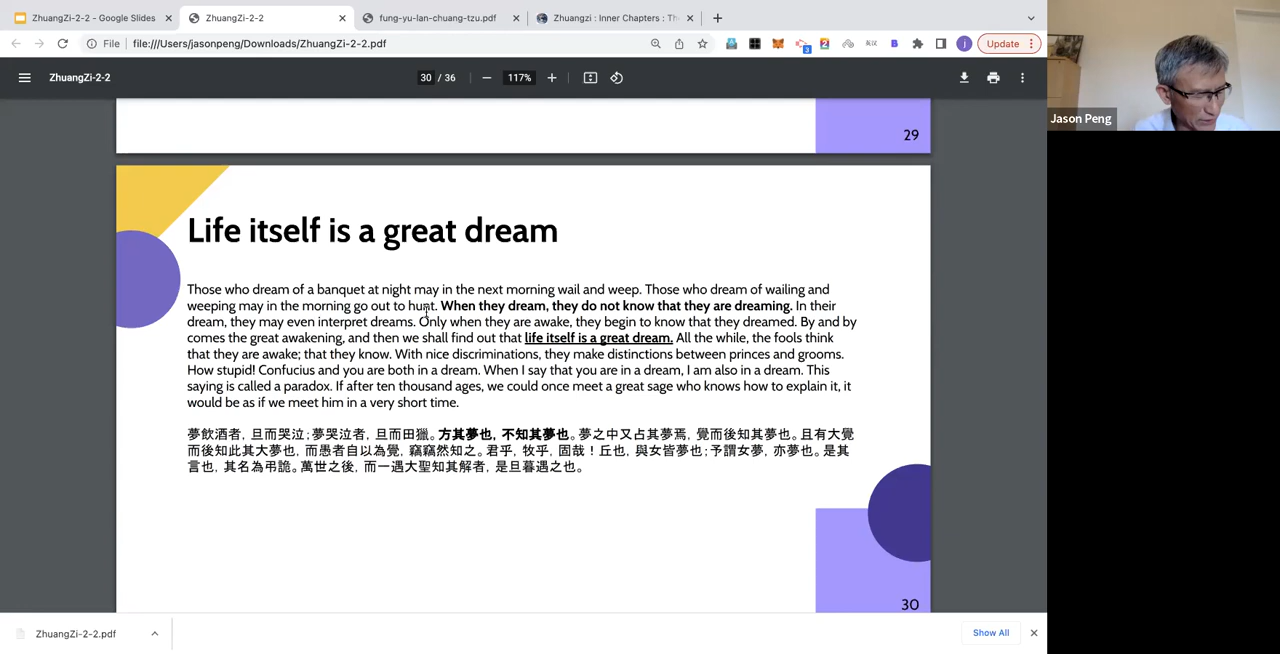 ZhuangZi-2-2 - Google Slides
ZhuangZi-2-2
fung-yu-lan-chuang-tzu.pdf
Zhuangzi : Inner Chapters : Th
File file:///Users/jasonpeng/Downloads/ZhuangZi-2-2.pdf
Update
ZhuangZi-2-2
30 / 36
117%
Jason Peng
29
Life itself is a great dream
Those who dream of a banquet at night may in the next morning wail and weep. Those who dream of wailing and
weeping may in the morning go out to hunt. When they dream, they do not know that they are dreaming. In their
dream, they may even interpret dreams. Only when they are awake, they begin to know that they dreamed. By and by
comes the great awakening, and then we shall find out that life itself is a great dream. All the while, the fools think
that they are awake; that they know. With nice discriminations, they make distinctions between princes and grooms.
How stupid! Confucius and you are both in a dream. When I say that you are in a dream, I am also in a dream. This
saying is called a paradox. If after ten thousand ages, we could once meet a great sage who knows how to explain it, it
would be as if we meet him in a very short time.
夢飲酒者，旦而哭泣；夢哭泣者，旦而田獵。方其夢也，不知其夢也。夢之中又占其夢焉，覺而後知其夢也。且有大覺
而後知此其大夢也，而愚者自以為覺，竊竊然知之。君乎，牧乎，固哉！丘也，與女皆夢也；予謂女夢，亦夢也。是其
言也，其名為弔詭。萬世之後，而一遇大聖知其解者，是旦暮遇之也。
30
ZhuangZi-2-2.pdf
Show All